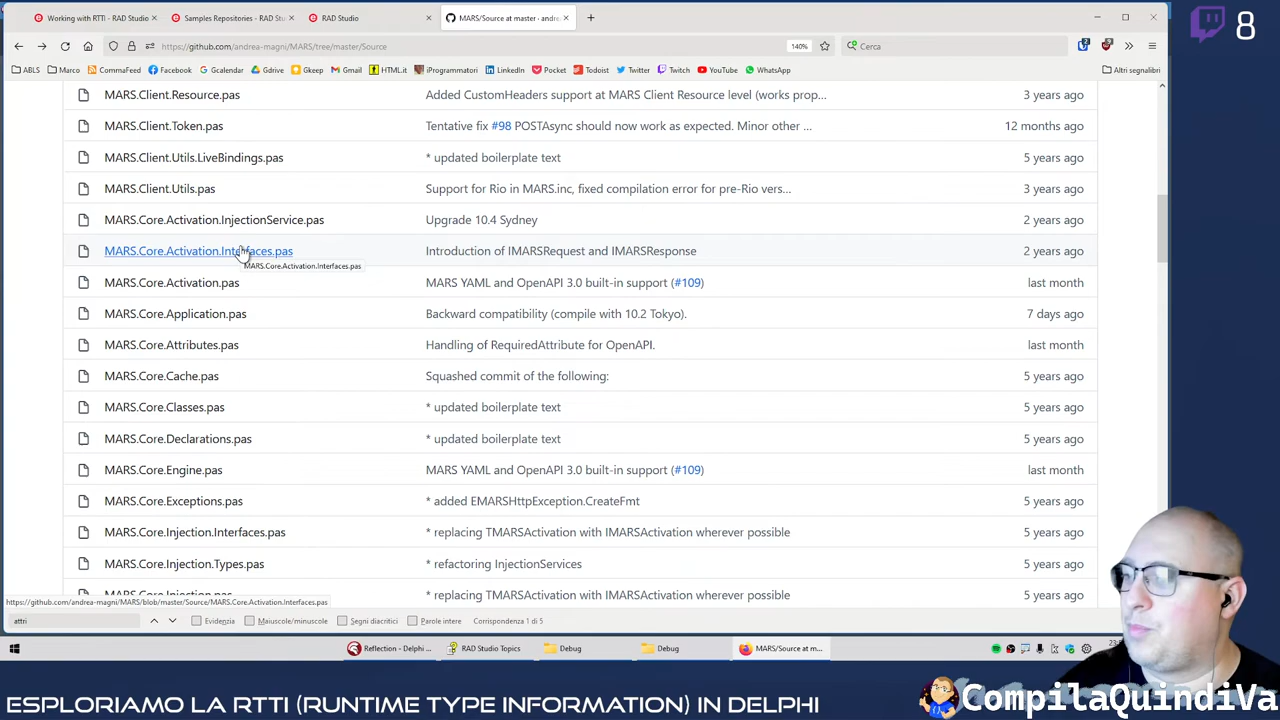 Working with RTTI - RAD Studio
Samples Repositories - RAD Stu
RAD Studio
MARS/Source at master · andre
https://github.com/andrea-magni/MARS/tree/master/Source
140%
Cerca
8
ABLS
Marco
CommaFeed
Facebook
Gcalendar
Gdrive
Gkeep
Gmail
HTML.it
iProgrammatori
LinkedIn
Pocket
Todoist
Twitter
Twitch
YouTube
WhatsApp
Altri segnalibri
MARS.Client.Resource.pas Added CustomHeaders support at MARS Client Resource level (works prop... 3 years ago
MARS.Client.Token.pas Tentative fix #98 POSTAsync should now work as expected. Minor other ... 12 months ago
MARS.Client.Utils.LiveBindings.pas * updated boilerplate text 5 years ago
MARS.Client.Utils.pas Support for Rio in MARS.inc, fixed compilation error for pre-Rio vers... 3 years ago
MARS.Core.Activation.InjectionService.pas Upgrade 10.4 Sydney 2 years ago
MARS.Core.Activation.Interfaces.pas Introduction of IMARSRequest and IMARSResponse 2 years ago
MARS.Core.Activation.Interfaces.pas
MARS.Core.Activation.pas MARS YAML and OpenAPI 3.0 built-in support (#109) last month
MARS.Core.Application.pas Backward compatibility (compile with 10.2 Tokyo). 7 days ago
MARS.Core.Attributes.pas Handling of RequiredAttribute for OpenAPI. last month
MARS.Core.Cache.pas Squashed commit of the following: 5 years ago
MARS.Core.Classes.pas * updated boilerplate text 5 years ago
MARS.Core.Declarations.pas * updated boilerplate text 5 years ago
MARS.Core.Engine.pas MARS YAML and OpenAPI 3.0 built-in support (#109) last month
MARS.Core.Exceptions.pas * added EMARSHttpException.CreateFmt 5 years ago
MARS.Core.Injection.Interfaces.pas * replacing TMARSActivation with IMARSActivation wherever possible 5 years ago
MARS.Core.Injection.Types.pas * refactoring InjectionServices 5 years ago
MARS.Core.Injection.pas * replacing TMARSActivation with IMARSActivation wherever possible 5 years ago
https://github.com/andrea-magni/MARS/blob/master/Source/MARS.Core.Activation.Interfaces.pas
attri
Evidenzia
Maiuscole/minuscole
Segni diacritici
Parole intere
Corrispondenza 1 di 5
Reflection - Delphi ...
RAD Studio Topics
Debug
Debug
MARS/Source at m...
ESPLORIAMO LA RTTI (RUNTIME TYPE INFORMATION) IN DELPHI
CompilaQuindiVa